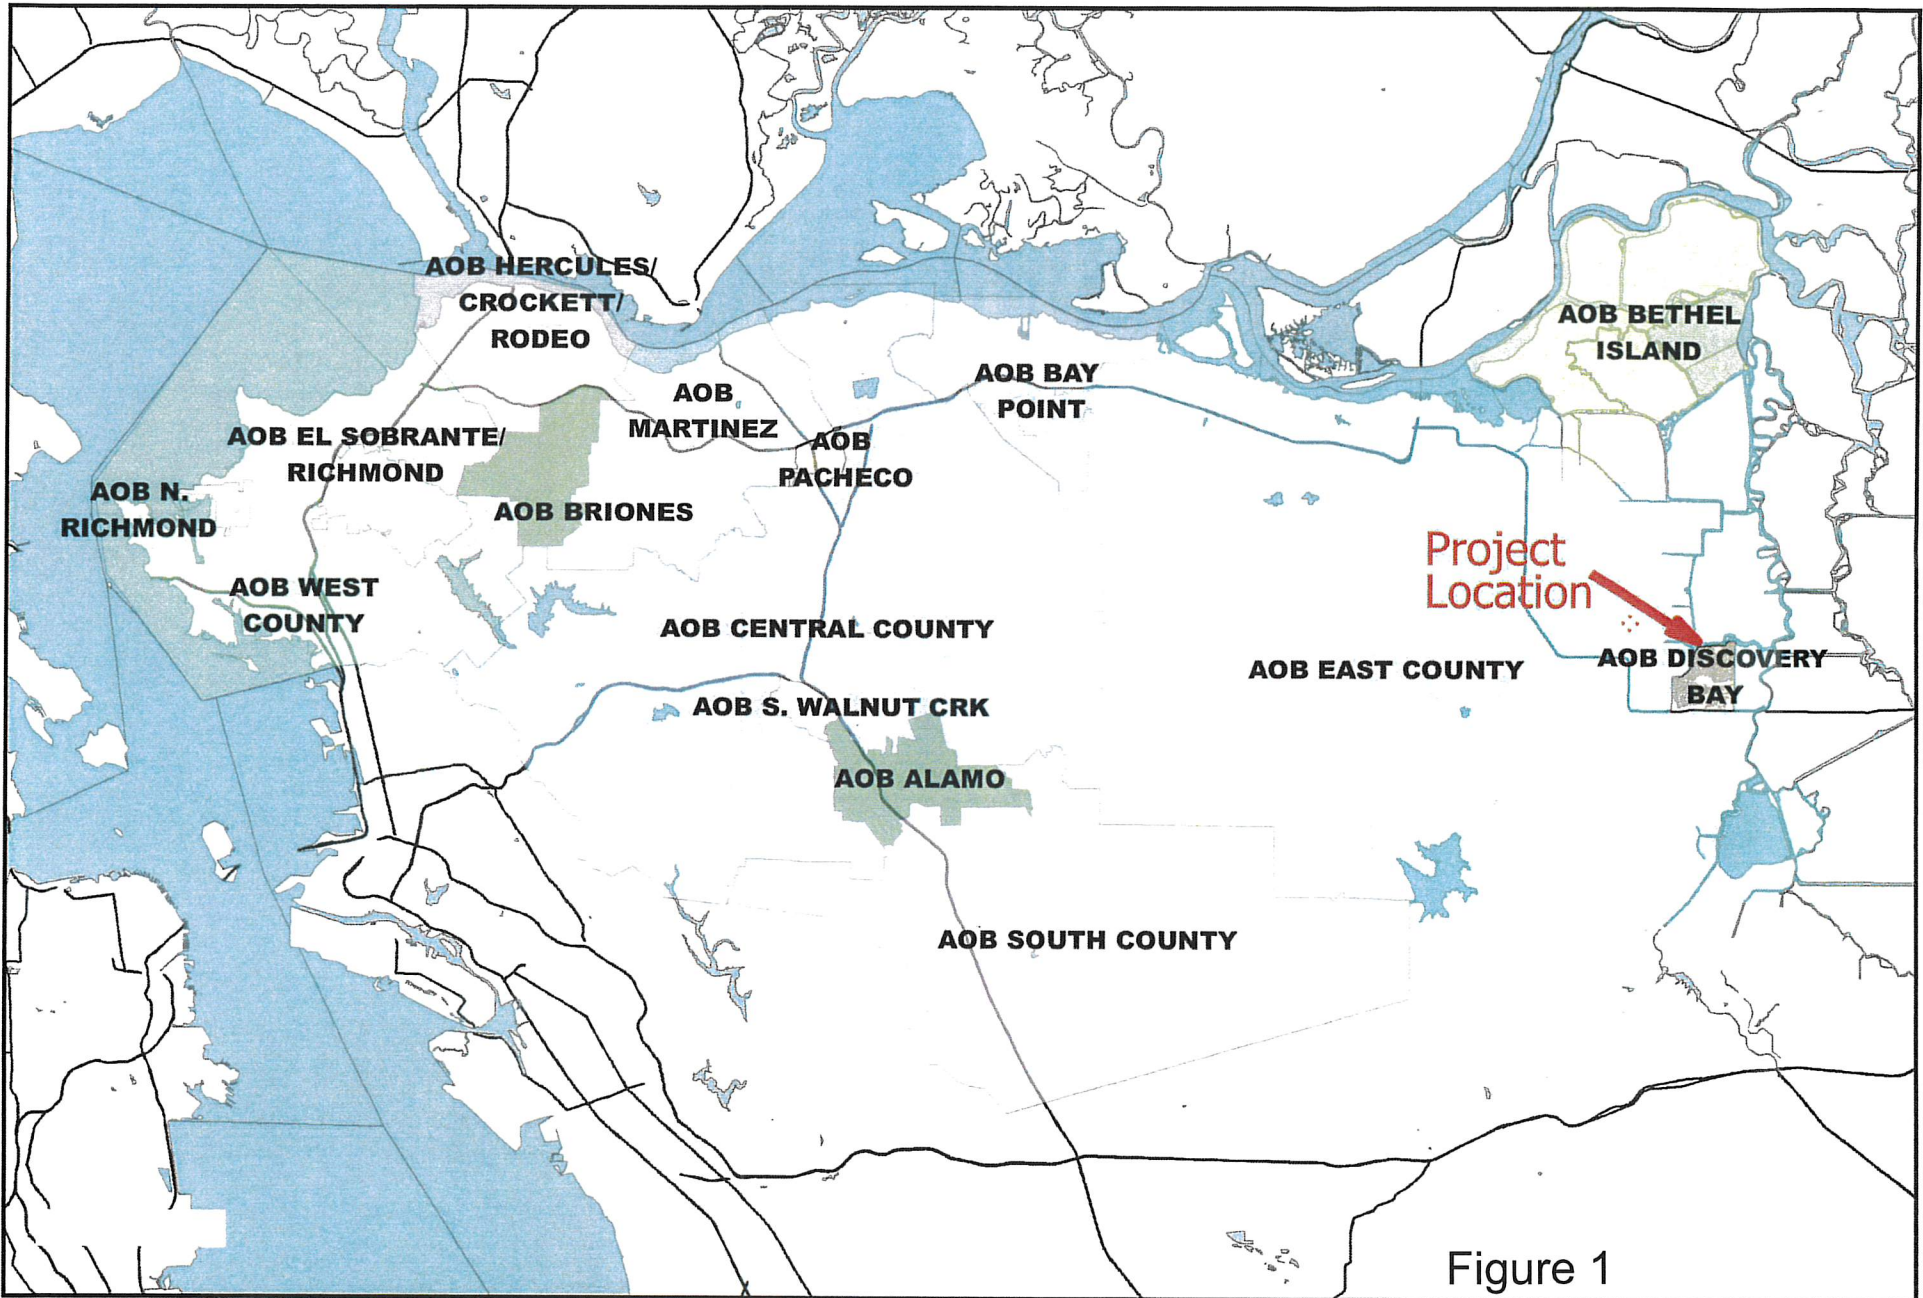 AOB HERCULES/
CROCKETT/
RODEO
AOB BETHEL
ISLAND
AOB BAY
POINT
AOB
MARTINEZ
AOB EL SOBRANTE/
RICHMOND
AOB
PACHECO
AOB N.
RICHMOND
AOB BRIONES
Project
Location
AOB WEST
COUNTY
AOB CENTRAL COUNTY
AOB EAST COUNTY
AOB DISCOVERY
BAY
AOB S. WALNUT CRK
AOB ALAMO
AOB SOUTH COUNTY
Figure 1